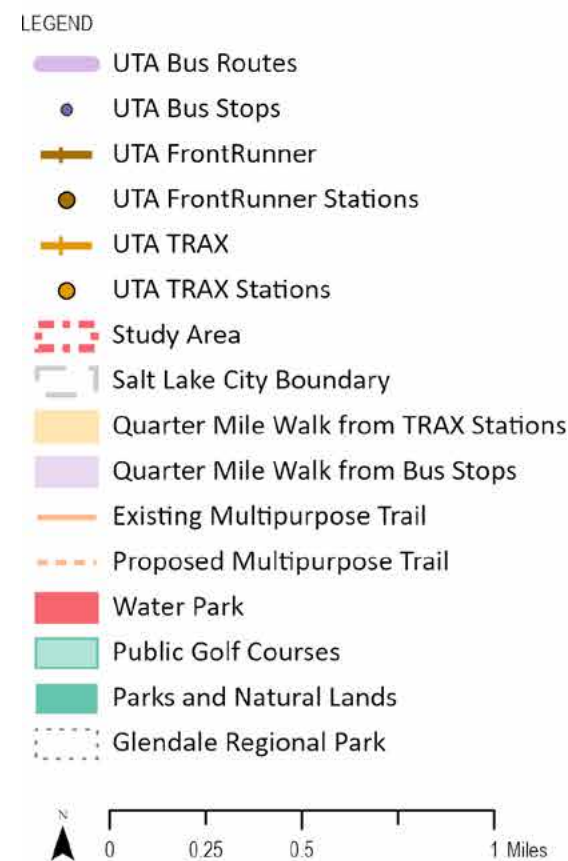 LEGEND
UTA Bus Routes
UTA Bus Stops
UTA FrontRunner
UTA FrontRunner Stations
UTA TRAX
UTA TRAX Stations
Study Area
Salt Lake City Boundary
Quarter Mile Walk from TRAX Stations
Quarter Mile Walk from Bus Stops
Existing Multipurpose Trail
Proposed Multipurpose Trail
Water Park
Public Golf Courses
Parks and Natural Lands
Glendale Regional Park
N
0 0.25 0.5 1 Miles